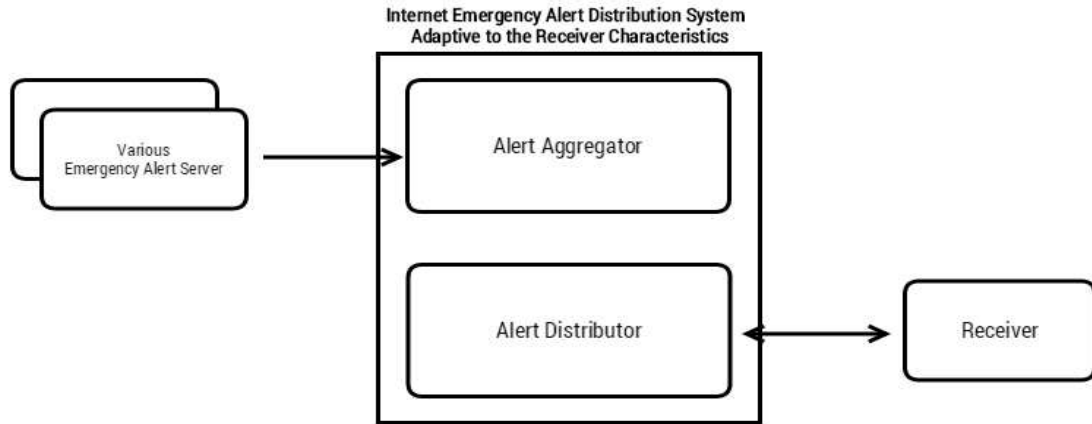 Internet Emergency Alert Distribution System
Adaptive to the Receiver Characteristics
Various
Emergency Alert Server
Alert Aggregator
Alert Distributor
Receiver